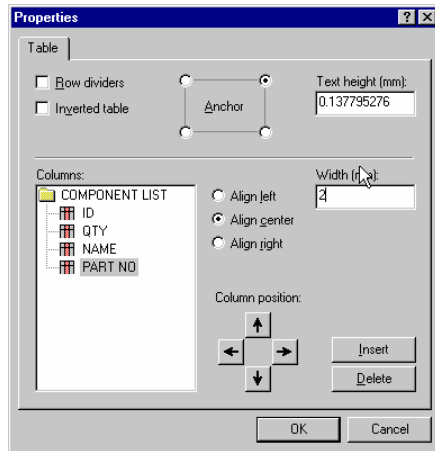 Properties
Table
Row dividers
Inverted table
Anchor
Text height (mm):
0.137795276
Columns:
COMPONENT LIST
ID
QTY
NAME
PART NO
Align left
Align center
Align right
Width (mm):
2
Column position:
Insert
Delete
OK
Cancel